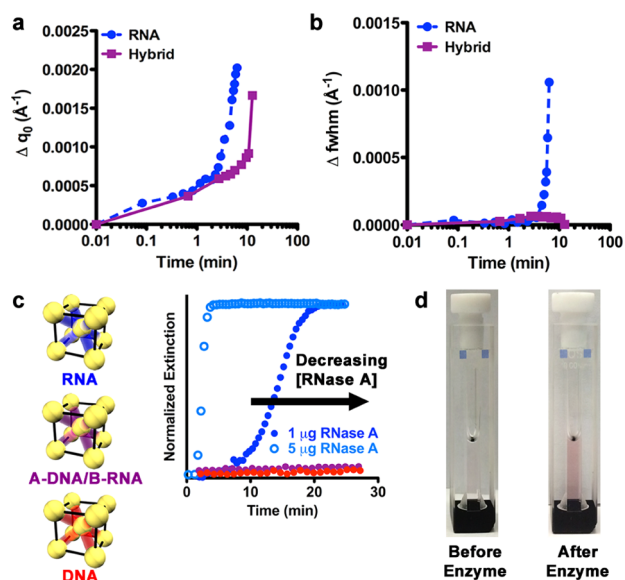 a
RNA
Hybrid
Δ q₀ (Å⁻¹)
0.0025
0.0020
0.0015
0.0010
0.0005
0.0000
0.01 0.1 1 10 100
Time (min)
b
RNA
Hybrid
Δ fwhm (Å⁻¹)
0.0015
0.0010
0.0005
0.0000
0.01 0.1 1 10 100
Time (min)
c
RNA
A-DNA/B-RNA
DNA
Normalized Extinction
Decreasing
[RNase A]
1 μg RNase A
5 μg RNase A
0 10 20 30
Time (min)
d
Before
Enzyme
After
Enzyme